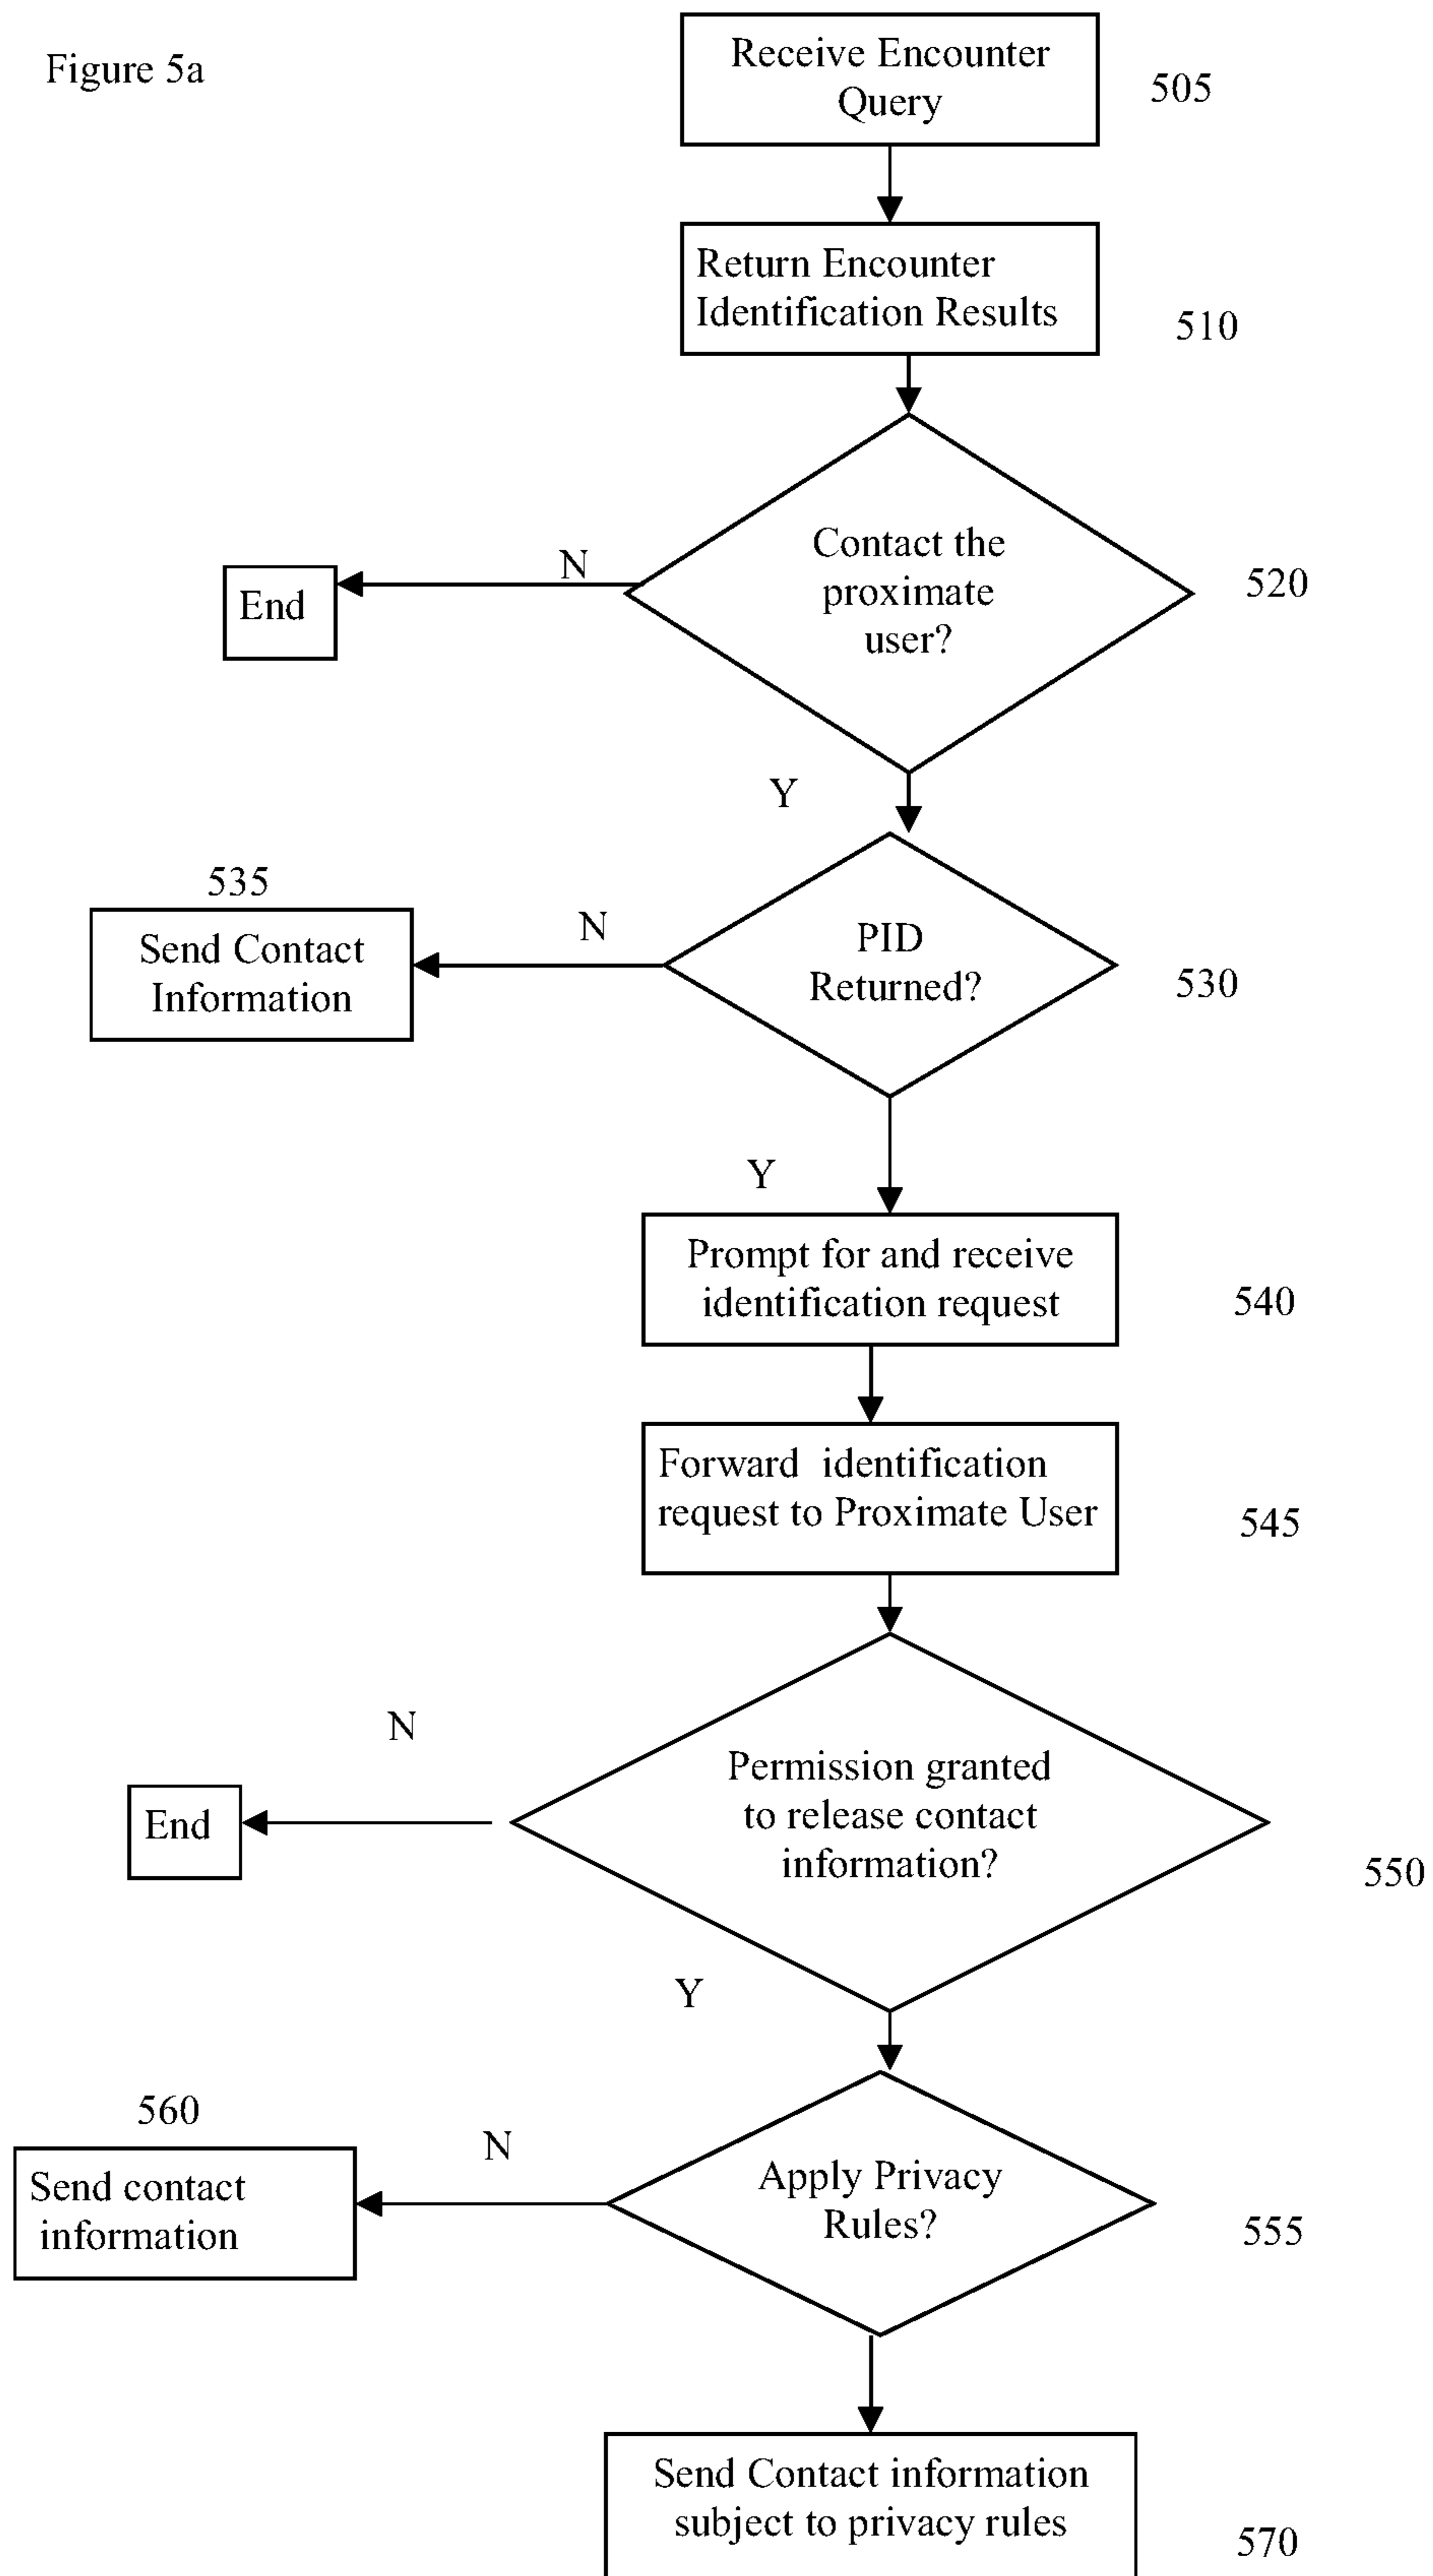 Figure 5a
Receive Encounter
Query
505
Return Encounter
Identification Results
510
Contact the
proximate
user?
520
N
End
Y
535
Send Contact
Information
N
PID
Returned?
530
Y
Prompt for and receive
identification request
540
Forward  identification
request to Proximate User
545
N
Permission granted
to release contact
information?
End
550
Y
560
Send contact
information
N
Apply Privacy
Rules?
555
Send Contact information
subject to privacy rules
570